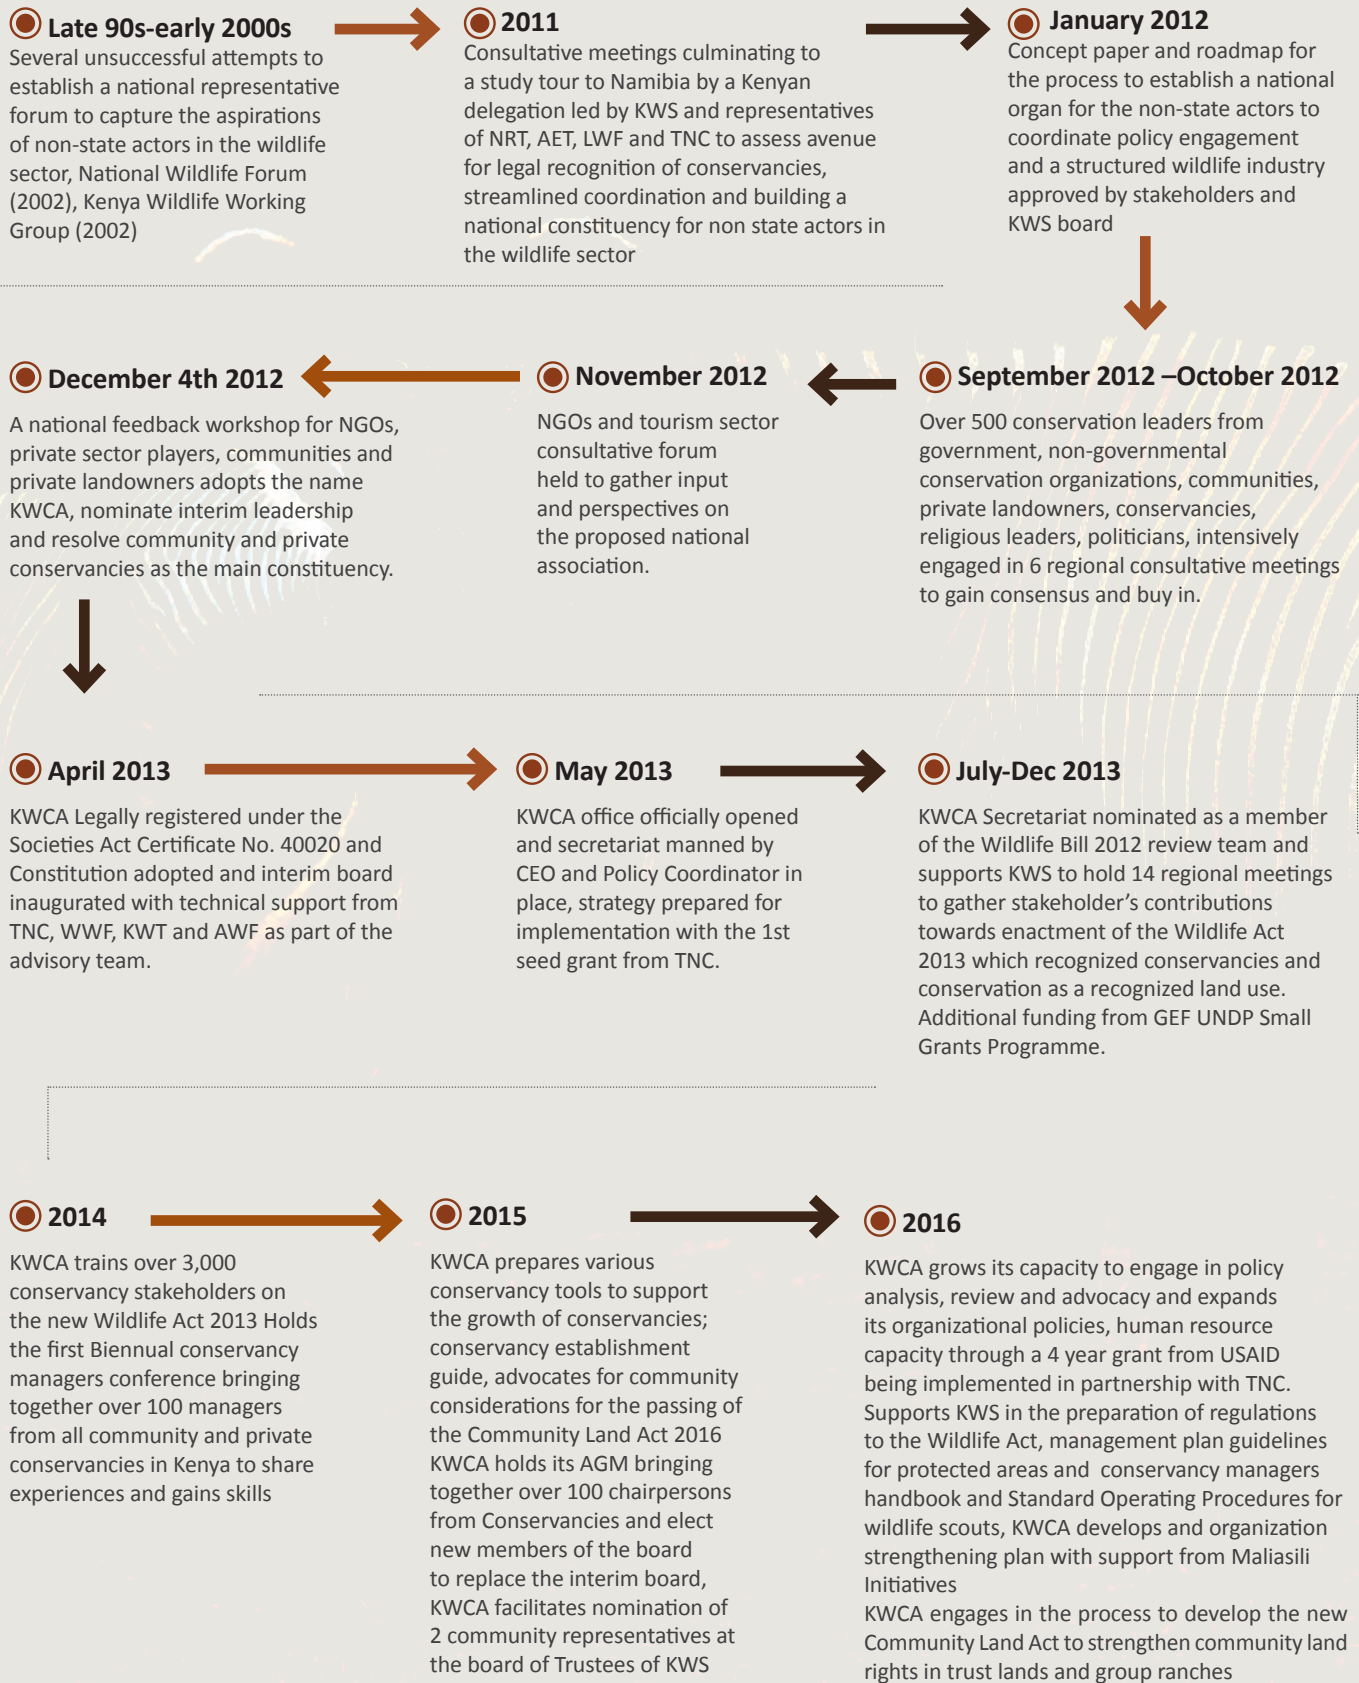 Late 90s-early 2000s
Several unsuccessful attempts to
establish a national representative
forum to capture the aspirations
of non-state actors in the wildlife
sector, National Wildlife Forum
(2002), Kenya Wildlife Working
Group (2002)
2011
Consultative meetings culminating to
a study tour to Namibia by a Kenyan
delegation led by KWS and representatives
of NRT, AET, LWF and TNC to assess avenue
for legal recognition of conservancies,
streamlined coordination and building a
national constituency for non state actors in
the wildlife sector
January 2012
Concept paper and roadmap for
the process to establish a national
organ for the non-state actors to
coordinate policy engagement
and a structured wildlife industry
approved by stakeholders and
KWS board
September 2012 –October 2012
Over 500 conservation leaders from
government, non-governmental
conservation organizations, communities,
private landowners, conservancies,
religious leaders, politicians, intensively
engaged in 6 regional consultative meetings
to gain consensus and buy in.
November 2012
NGOs and tourism sector
consultative forum
held to gather input
and perspectives on
the proposed national
association.
December 4th 2012
A national feedback workshop for NGOs,
private sector players, communities and
private landowners adopts the name
KWCA, nominate interim leadership
and resolve community and private
conservancies as the main constituency.
April 2013
KWCA Legally registered under the
Societies Act Certificate No. 40020 and
Constitution adopted and interim board
inaugurated with technical support from
TNC, WWF, KWT and AWF as part of the
advisory team.
May 2013
KWCA office officially opened
and secretariat manned by
CEO and Policy Coordinator in
place, strategy prepared for
implementation with the 1st
seed grant from TNC.
July-Dec 2013
KWCA Secretariat nominated as a member
of the Wildlife Bill 2012 review team and
supports KWS to hold 14 regional meetings
to gather stakeholder’s contributions
towards enactment of the Wildlife Act
2013 which recognized conservancies and
conservation as a recognized land use.
Additional funding from GEF UNDP Small
Grants Programme.
2014
KWCA trains over 3,000
conservancy stakeholders on
the new Wildlife Act 2013 Holds
the first Biennual conservancy
managers conference bringing
together over 100 managers
from all community and private
conservancies in Kenya to share
experiences and gains skills
2015
KWCA prepares various
conservancy tools to support
the growth of conservancies;
conservancy establishment
guide, advocates for community
considerations for the passing of
the Community Land Act 2016
KWCA holds its AGM bringing
together over 100 chairpersons
from Conservancies and elect
new members of the board
to replace the interim board,
KWCA facilitates nomination of
2 community representatives at
the board of Trustees of KWS
2016
KWCA grows its capacity to engage in policy
analysis, review and advocacy and expands
its organizational policies, human resource
capacity through a 4 year grant from USAID
being implemented in partnership with TNC.
Supports KWS in the preparation of regulations
to the Wildlife Act, management plan guidelines
for protected areas and conservancy managers
handbook and Standard Operating Procedures for
wildlife scouts, KWCA develops and organization
strengthening plan with support from Maliasili
Initiatives
KWCA engages in the process to develop the new
Community Land Act to strengthen community land
rights in trust lands and group ranches